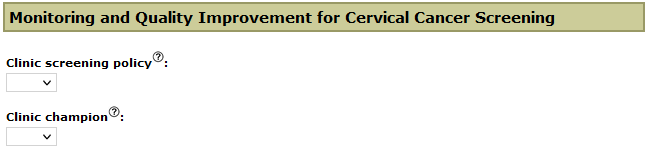 Monitoring and Quality Improvement for Cervical Cancer Screening
Clinic screening policy?:
Clinic champion?: